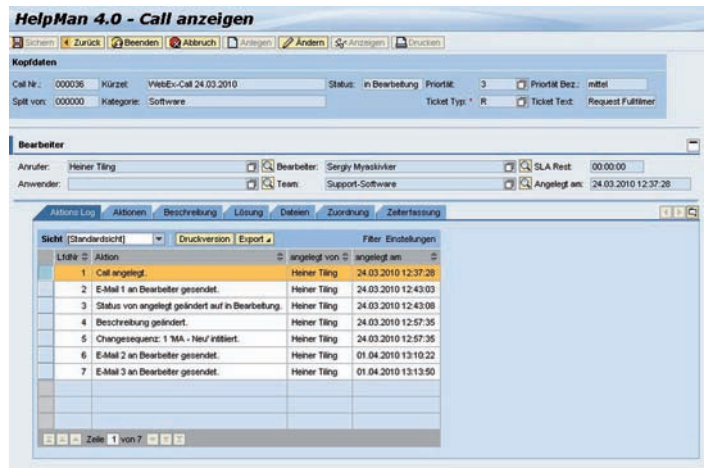 HelpMan 4.0 - Call anzeigen
Sichern Zurück Beenden Abbruch Anlegen Ändern Anzeigen Drucken
Kopfdaten
Call Nr.: 000036 Kürzel: WebEx-Call 24.03.2010 Status: in Bearbeitung Priorität: 3 Priorität Bez.: mittel
Split von: 000000 Kategorie: Software Ticket Typ: * R Ticket Text: Request Fulfilmer
Bearbeiter
Anrufer: Heiner Tiling Bearbeiter: Sergiy Myaskivker SLA Rest: 00:00:00
Anwender: Team: Support-Software Angelegt am: 24.03.2010 12:37:28
Aktions Log Aktionen Beschreibung Lösung Dateien Zuordnung Zeiterfassung
Sicht [Standardsicht] Druckversion Export Filter Einstellungen
LfdNr Aktion angelegt von angelegt am
1 Call angelegt. Heiner Tiling 24.03.2010 12:37:28
2 E-Mail 1 an Bearbeiter gesendet. Heiner Tiling 24.03.2010 12:43:03
3 Status von angelegt geändert auf in Bearbeitung. Heiner Tiling 24.03.2010 12:43:08
4 Beschreibung geändert. Heiner Tiling 24.03.2010 12:57:35
5 Changesequenz: 1 'MA - Neu' intitiiert. Heiner Tiling 24.03.2010 12:57:35
6 E-Mail 2 an Bearbeiter gesendet. Heiner Tiling 01.04.2010 13:10:22
7 E-Mail 3 an Bearbeiter gesendet. Heiner Tiling 01.04.2010 13:13:50
Zeile 1 von 7